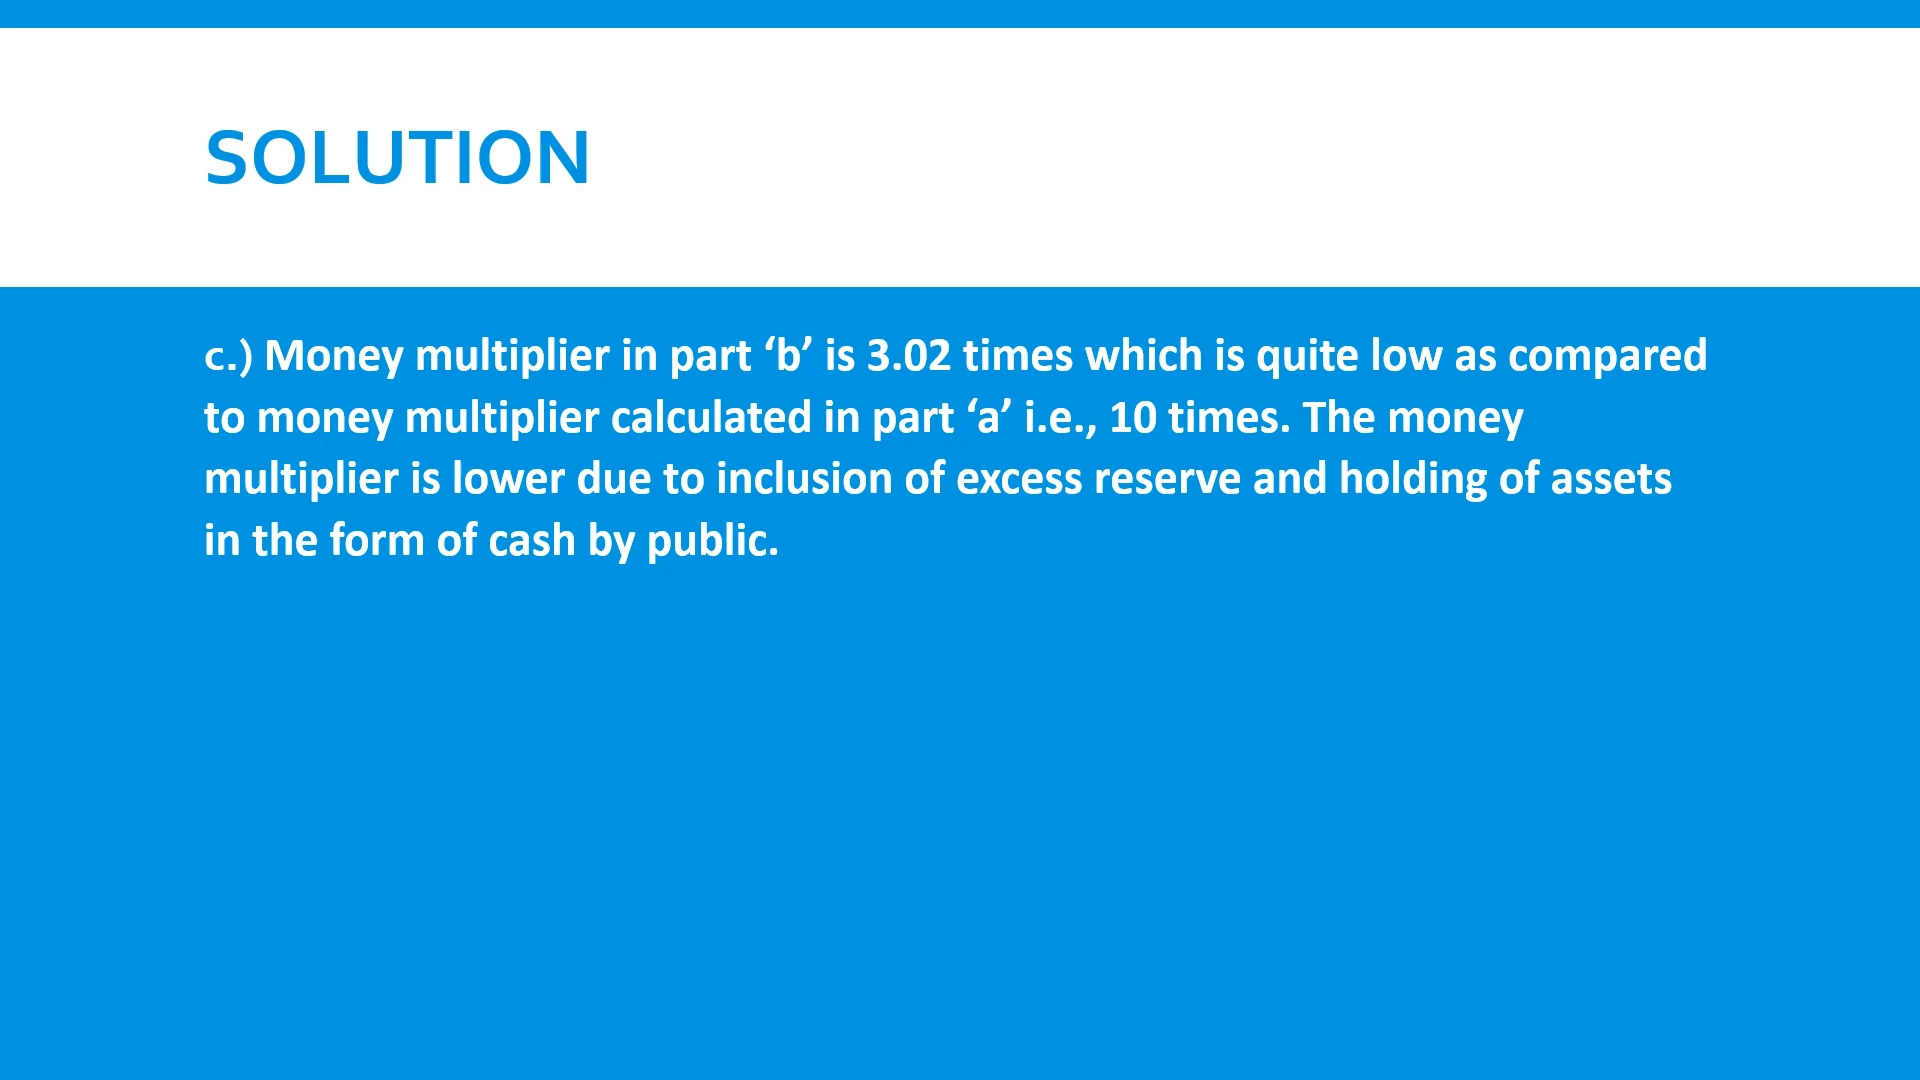 SOLUTION
c.) Money multiplier in part ‘b’ is 3.02 times which is quite low as compared
to money multiplier calculated in part ‘a’ i.e., 10 times. The money
multiplier is lower due to inclusion of excess reserve and holding of assets
in the form of cash by public.